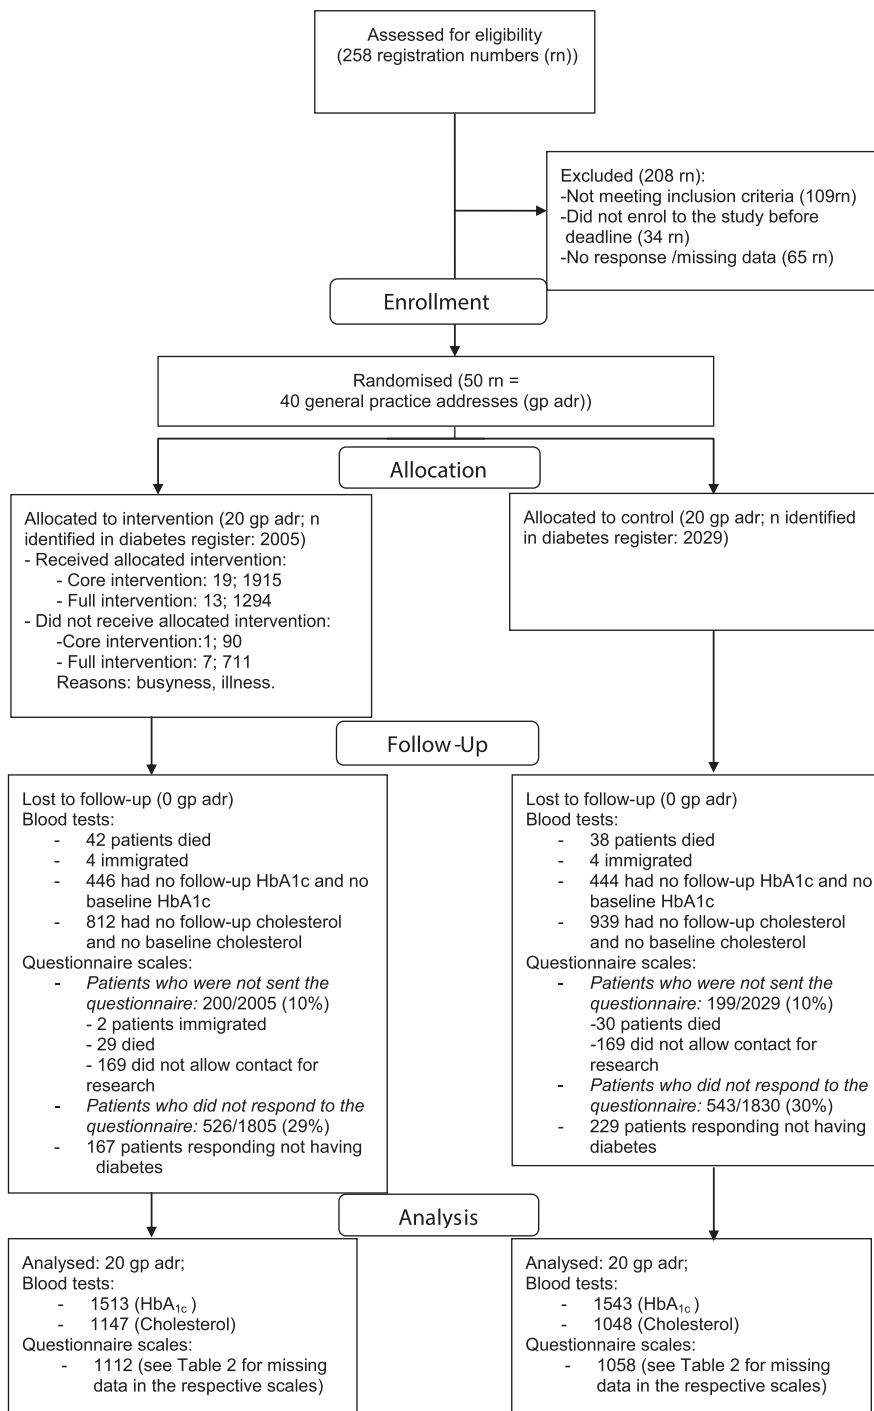 Assessed for eligibility
(258 registration numbers (rn))
Excluded (208 rn):
-Not meeting inclusion criteria (109rn)
-Did not enrol to the study before
deadline (34 rn)
-No response /missing data (65 rn)
Enrollment
Randomised (50 rn =
40 general practice addresses (gp adr))
Allocation
Allocated to intervention (20 gp adr; n
identified in diabetes register: 2005)
- Received allocated intervention:
- Core intervention: 19; 1915
- Full intervention: 13; 1294
- Did not receive allocated intervention:
-Core intervention:1; 90
- Full intervention: 7; 711
Reasons: busyness, illness.
Allocated to control (20 gp adr; n identified
in diabetes register: 2029)
Follow-Up
Lost to follow-up (0 gp adr)
Blood tests:
- 42 patients died
- 4 immigrated
- 446 had no follow-up HbA1c and no
baseline HbA1c
- 812 had no follow-up cholesterol
and no baseline cholesterol
Questionnaire scales:
- Patients who were not sent the
questionnaire: 200/2005 (10%)
- 2 patients immigrated
- 29 died
- 169 did not allow contact for
research
- Patients who did not respond to the
questionnaire: 526/1805 (29%)
- 167 patients responding not having
diabetes
Lost to follow-up (0 gp adr)
Blood tests:
- 38 patients died
- 4 immigrated
- 444 had no follow-up HbA1c and no
baseline HbA1c
- 939 had no follow-up cholesterol
and no baseline cholesterol
Questionnaire scales:
- Patients who were not sent the
questionnaire: 199/2029 (10%)
-30 patients died
-169 did not allow contact for
research
- Patients who did not respond to the
questionnaire: 543/1830 (30%)
- 229 patients responding not having
diabetes
Analysis
Analysed: 20 gp adr;
Blood tests:
- 1513 (HbA1c )
- 1147 (Cholesterol)
Questionnaire scales:
- 1112 (see Table 2 for missing
data in the respective scales)
Analysed: 20 gp adr;
Blood tests:
- 1543 (HbA1c )
- 1048 (Cholesterol)
Questionnaire scales:
- 1058 (see Table 2 for missing
data in the respective scales)